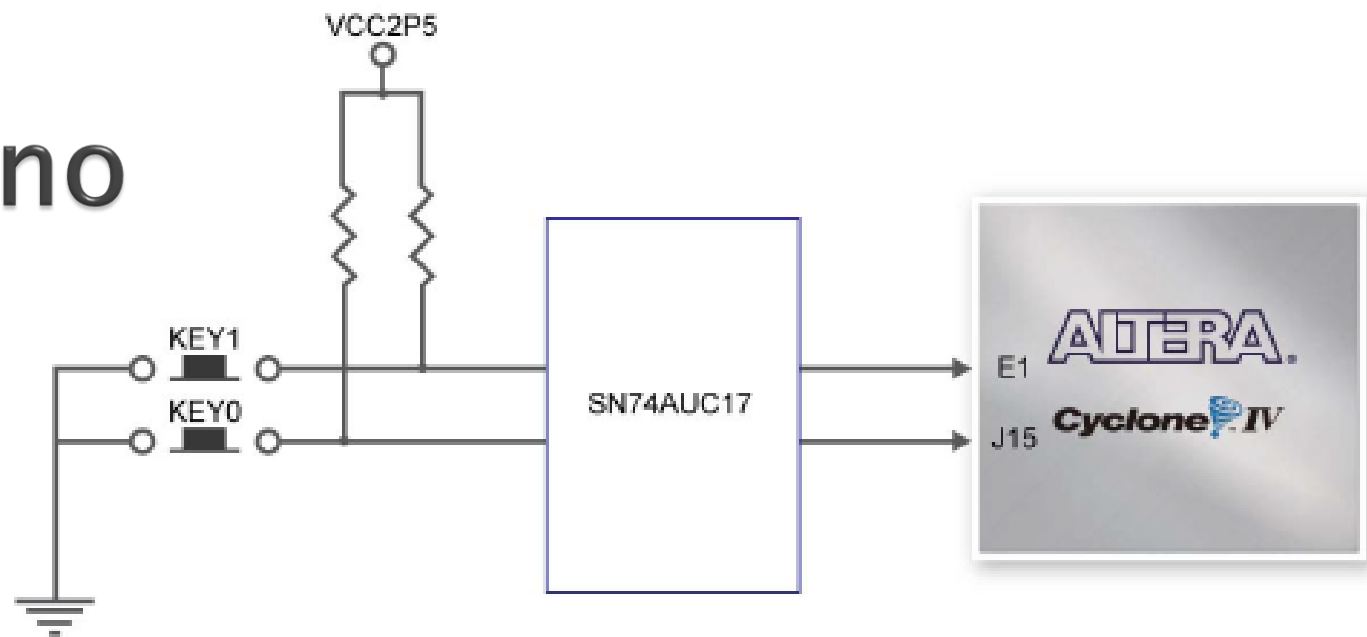 VCC2P5
no
KEY1
KEY0
SN74AUC17
E1
J15
ALTERA.
Cyclone IV